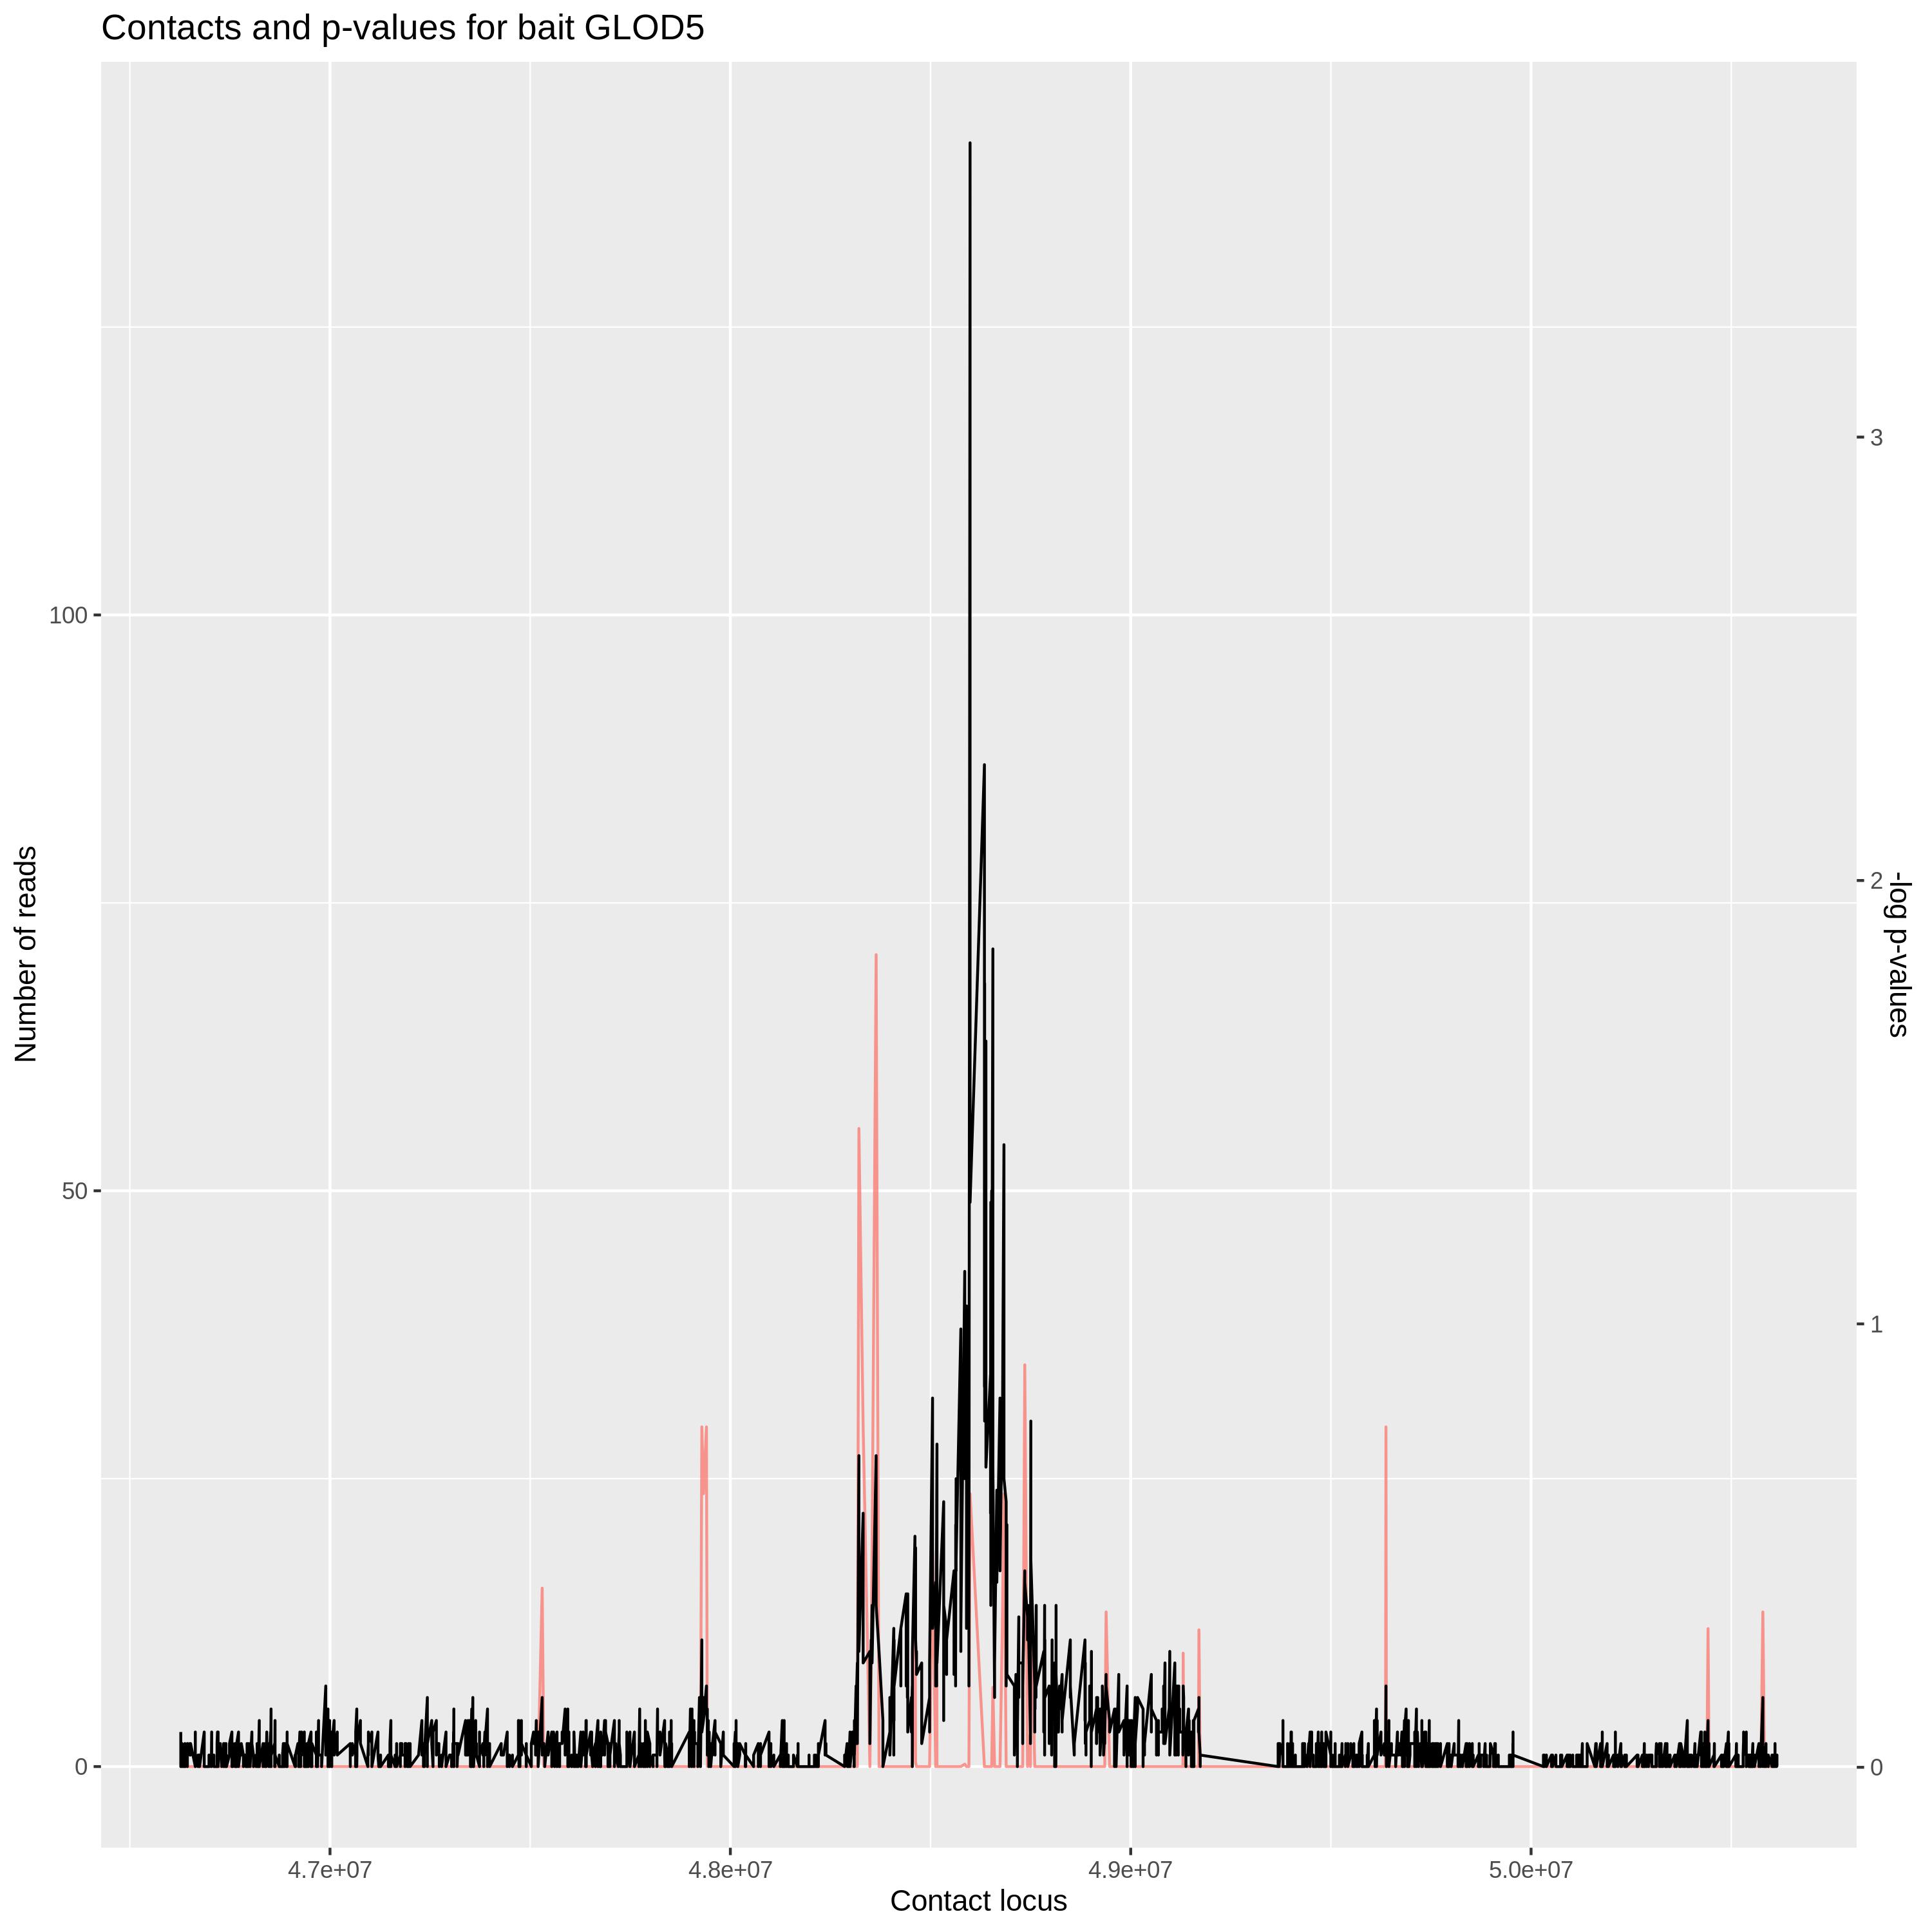 Contacts and p-values for bait GLOD5
Number of reads
100
50
0
3
2
1
0
-log p-values
4.7e+07 4.8e+07 4.9e+07 5.0e+07
Contact locus